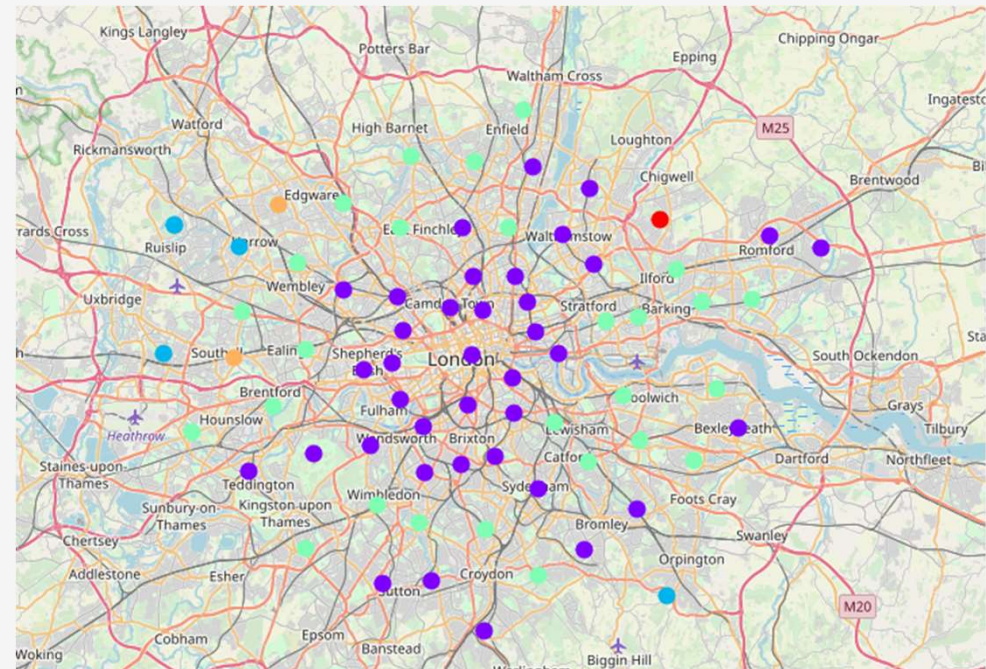 Kings Langley
Potters Bar
Chipping Ongar
Epping
Waltham Cross
Ingatesto
Watford
High Barnet
Enfield
M25
Rickmansworth
Loughton
Chigwell
Brentwood
Edgware
rrards Cross
East Finchley
Walthamstow
Ruislip
Harrow
Romford
Wembley
Ilford
Uxbridge
Camden Town
Stratford
Barking
Southall
Ealing
Shepherd's
Bush
London
South Ockendon
Brentford
Fulham
Woolwich
Grays
Hounslow
Heathrow
Wandsworth
Brixton
Lewisham
Bexleyheath
Tilbury
Staines-upon-
Thames
Teddington
Catford
Dartford
Northfleet
Wimbledon
Sydenham
Sunbury-on-
Thames
Kingston upon
Thames
Foots Cray
Bromley
Chertsey
Swanley
Orpington
Addlestone
Esher
Croydon
Sutton
M20
Cobham
Epsom
Banstead
Woking
Biggin Hill